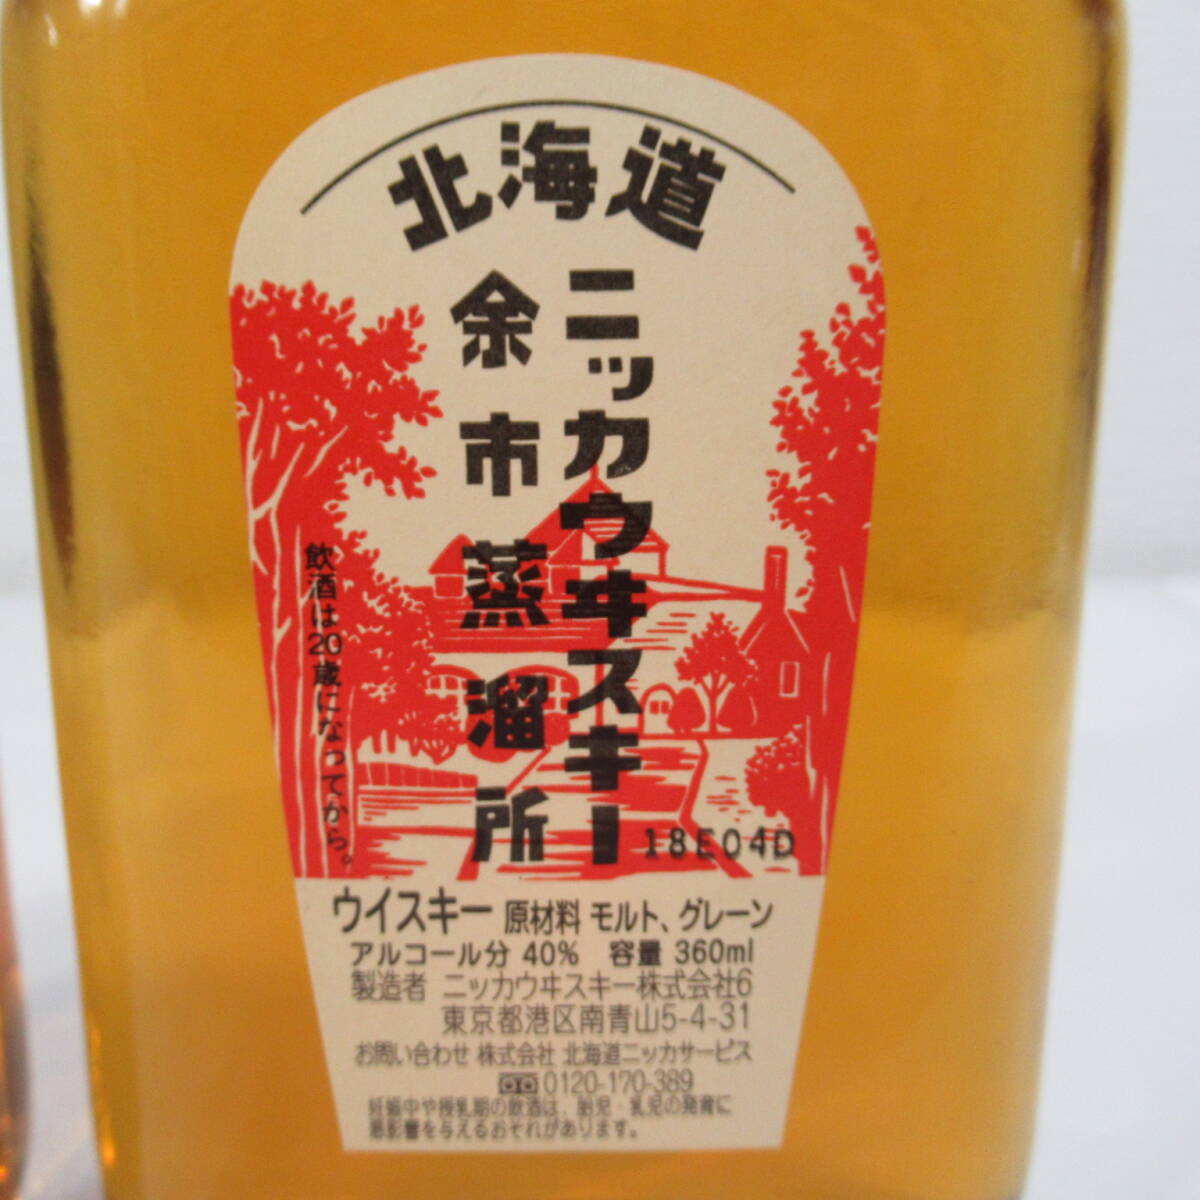 北海道
ニッカウヰスキー
余市蒸溜所
飲酒は20歳になってから。
18E04D
ウイスキー 原材料 モルト、グレーン
アルコール分 40% 容量 360ml
製造者 ニッカウヰスキー株式会社6
東京都港区南青山5-4-31
お問い合わせ 株式会社 北海道ニッカサービス
0120-170-389
妊娠中や授乳期の飲酒は、胎児・乳児の発育に
悪影響を与えるおそれがあります。